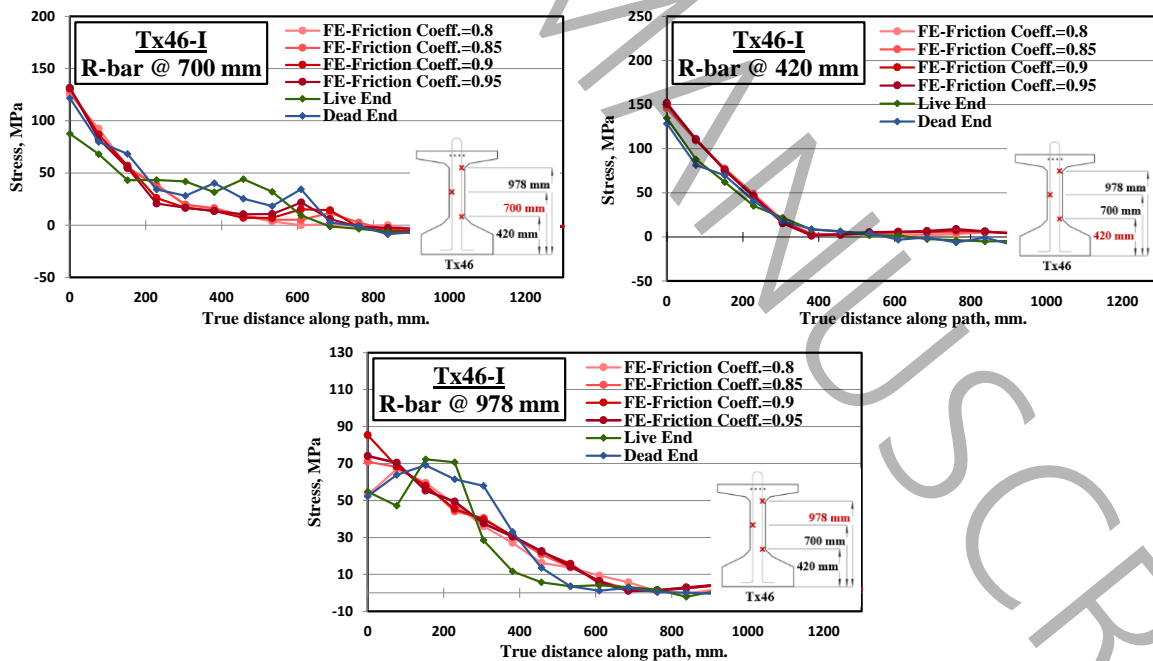 Tx46-I
R-bar @ 700 mm
FE-Friction Coeff.=0.8
FE-Friction Coeff.=0.85
FE-Friction Coeff.=0.9
FE-Friction Coeff.=0.95
Live End
Dead End
200
150
100
50
0
-50
Stress, MPa
978 mm
700 mm
420 mm
Tx46
0 200 400 600 800 1000 1200
True distance along path, mm.
Tx46-I
R-bar @ 420 mm
FE-Friction Coeff.=0.8
FE-Friction Coeff.=0.85
FE-Friction Coeff.=0.9
FE-Friction Coeff.=0.95
Live End
Dead End
250
200
150
100
50
0
-50
Stress, MPa
978 mm
700 mm
420 mm
Tx46
0 200 400 600 800 1000 1200
True distance along path, mm.
Tx46-I
R-bar @ 978 mm
FE-Friction Coeff.=0.8
FE-Friction Coeff.=0.85
FE-Friction Coeff.=0.9
FE-Friction Coeff.=0.95
Live End
Dead End
130
110
90
70
50
30
10
-10
Stress, MPa
978 mm
700 mm
420 mm
Tx46
0 200 400 600 800 1000 1200
True distance along path, mm.
MANUSCR